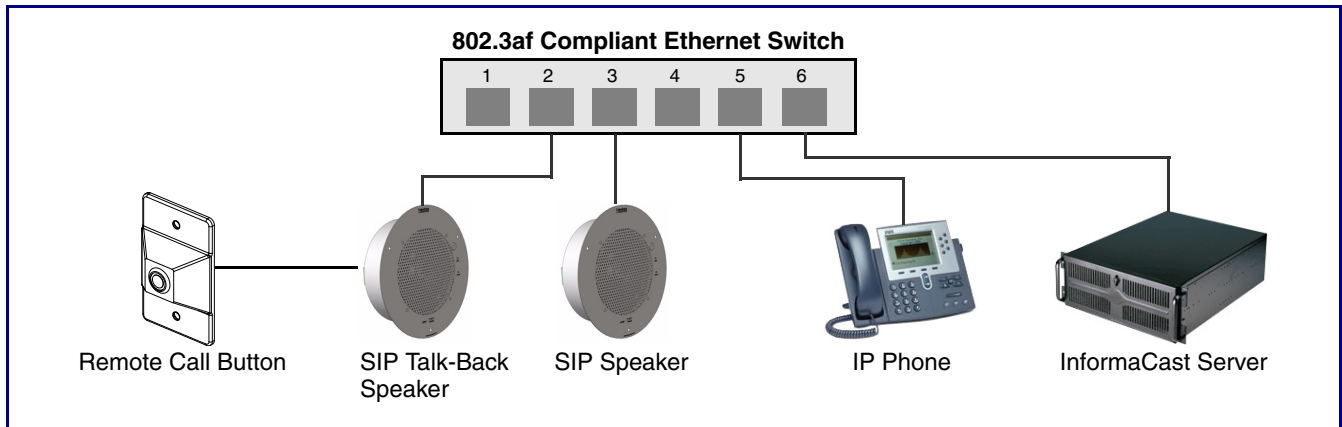 802.3af Compliant Ethernet Switch
1 2 3 4 5 6
Remote Call Button
SIP Talk-Back
Speaker
SIP Speaker
IP Phone
InformaCast Server